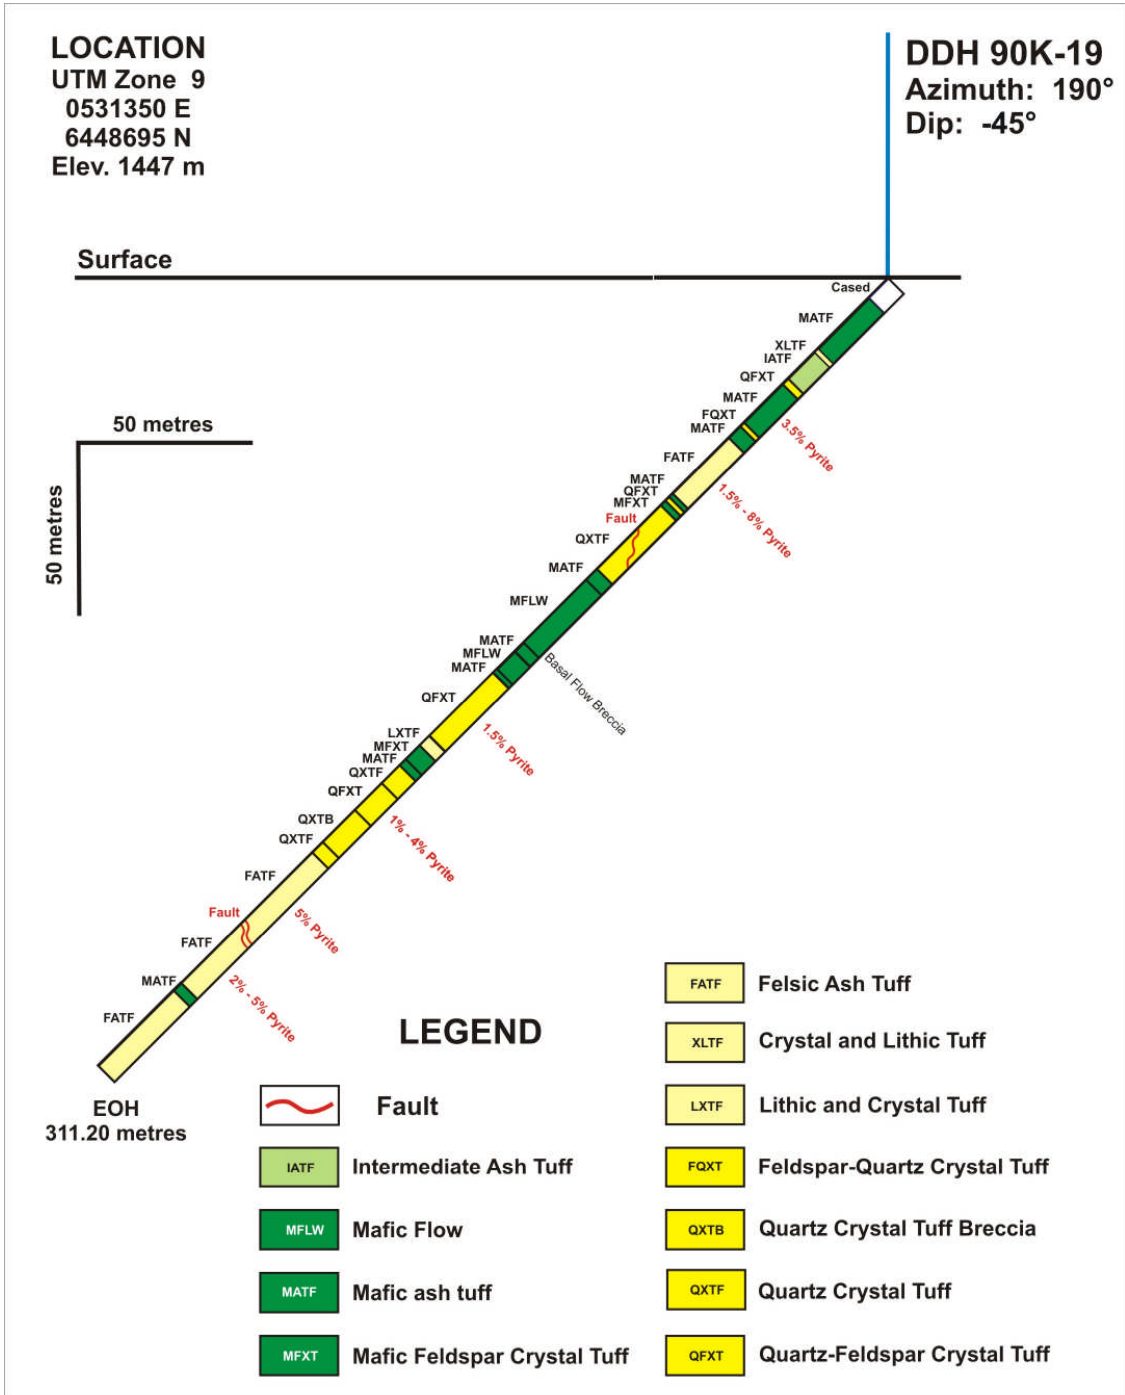 LOCATION
UTM Zone 9
0531350 E
6448695 N
Elev. 1447 m
DDH 90K-19
Azimuth: 190°
Dip: -45°
Surface
Cased
MATF
XLTF
IATF
QFXT
MATF
FQXT
MATF
3.5% Pyrite
50 metres
50 metres
FATF
1.5% - 8% Pyrite
MATF
QFXT
MFXT
Fault
QXTF
MATF
MFLW
MATF
MFLW
MATF
Basal Flow Breccia
QFXT
1.5% Pyrite
LXTF
MFXT
MATF
QXTF
QFXT
QXTB
1% - 4% Pyrite
QXTF
FATF
5% Pyrite
Fault
FATF
MATF
2% - 5% Pyrite
FATF
EOH
311.20 metres
LEGEND
Fault
IATF Intermediate Ash Tuff
MFLW Mafic Flow
MATF Mafic ash tuff
MFXT Mafic Feldspar Crystal Tuff
FATF Felsic Ash Tuff
XLTF Crystal and Lithic Tuff
LXTF Lithic and Crystal Tuff
FQXT Feldspar-Quartz Crystal Tuff
QXTB Quartz Crystal Tuff Breccia
QXTF Quartz Crystal Tuff
QFXT Quartz-Feldspar Crystal Tuff